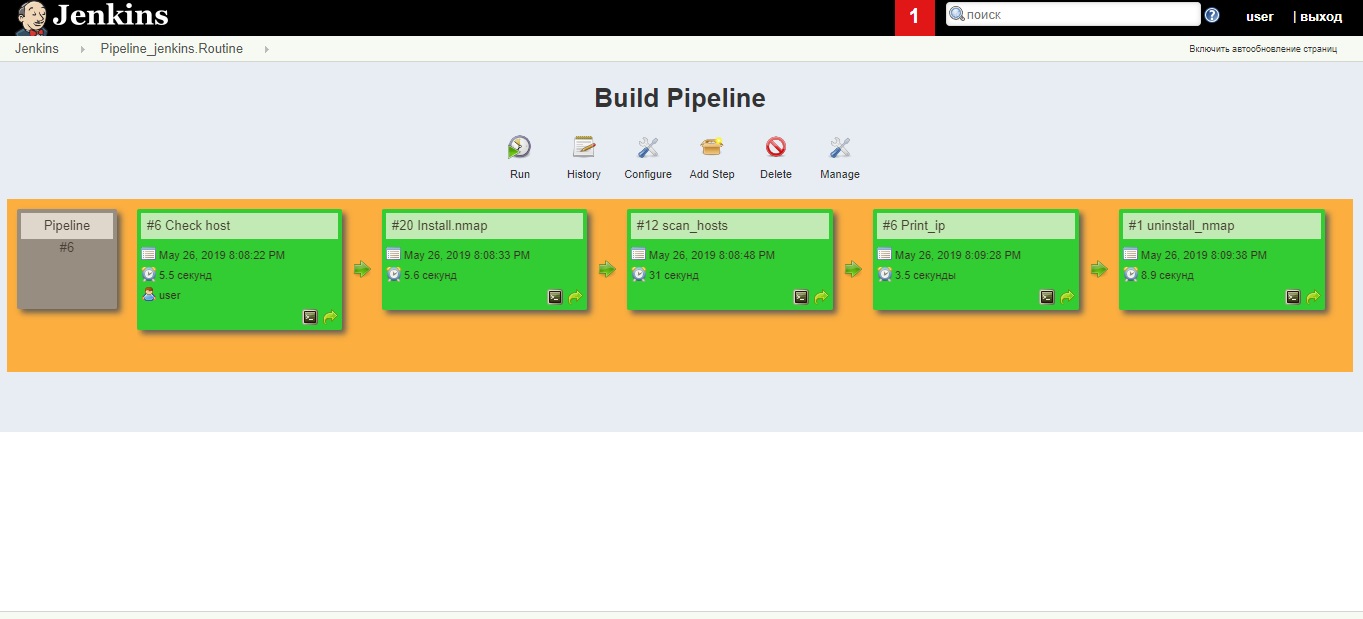 Jenkins
1
поиск
user
| выход
Jenkins
Pipeline_jenkins.Routine
Включить автообновление страниц
Build Pipeline
Run
History
Configure
Add Step
Delete
Manage
Pipeline
#6
#6 Check host
May 26, 2019 8:08:22 PM
5.5 секунд
user
#20 Install.nmap
May 26, 2019 8:08:33 PM
5.6 секунд
#12 scan_hosts
May 26, 2019 8:08:48 PM
31 секунд
#6 Print_ip
May 26, 2019 8:09:28 PM
3.5 секунды
#1 uninstall_nmap
May 26, 2019 8:09:38 PM
8.9 секунд